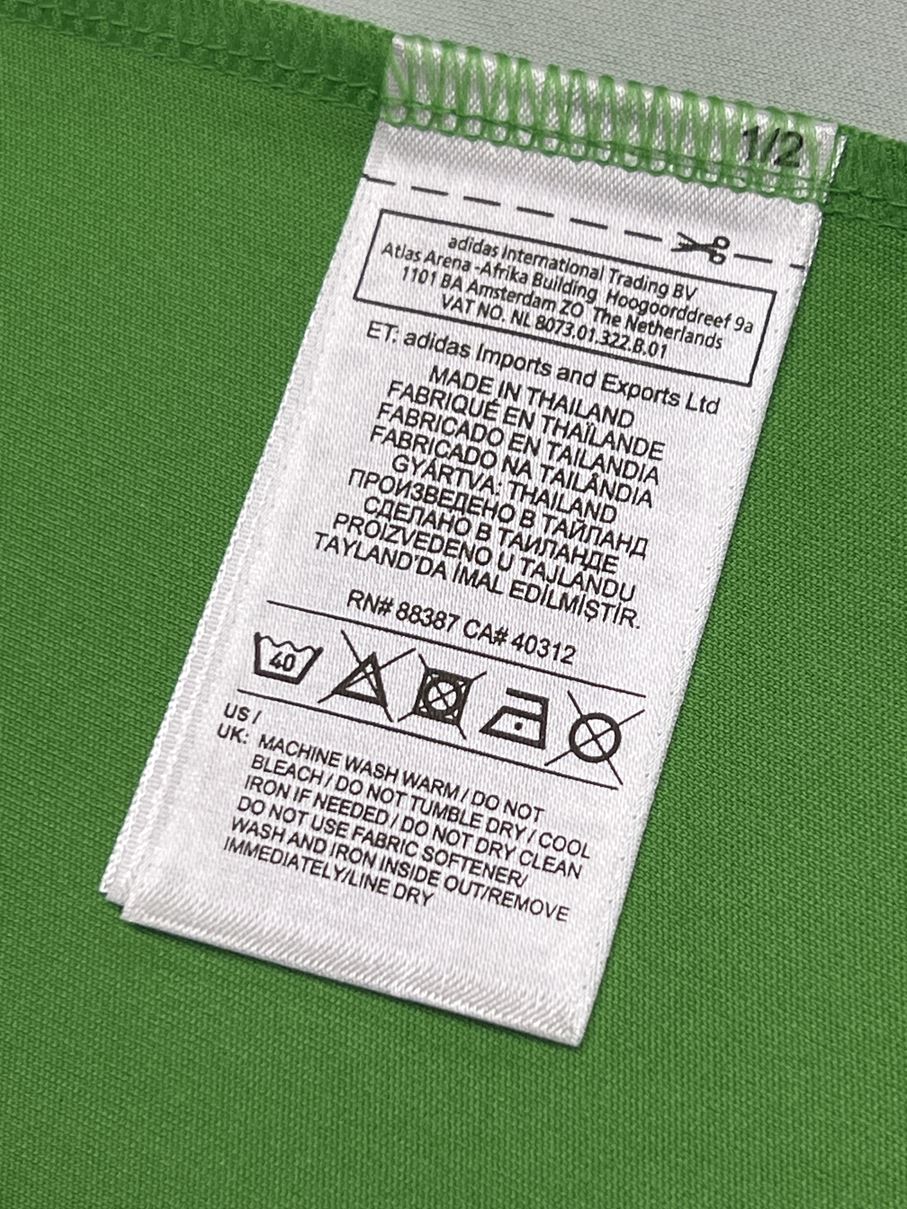 1/2
adidas International Trading BV
Atlas Arena -Afrika Building Hoogoorddreef 9a
1101 BA Amsterdam ZO The Netherlands
VAT NO. NL 8073.01.322.B.01
ET: adidas Imports and Exports Ltd
MADE IN THAILAND
FABRIQUÉ EN THAÏLANDE
FABRICADO EN TAILANDIA
FABRICADO NA TAILÂNDIA
GYÁRTVA: THAILAND
ПРОИЗВЕДЕНО В ТАЙЛАНД
СДЕЛАНО В ТАИЛАНДЕ
PROIZVEDENO U TAJLANDU
TAYLAND'DA İMAL EDİLMİŞTİR.
RN# 88387 CA# 40312
40
US /
UK: MACHINE WASH WARM / DO NOT
BLEACH / DO NOT TUMBLE DRY / COOL
IRON IF NEEDED / DO NOT DRY CLEAN
DO NOT USE FABRIC SOFTENER/
WASH AND IRON INSIDE OUT/REMOVE
IMMEDIATELY/LINE DRY